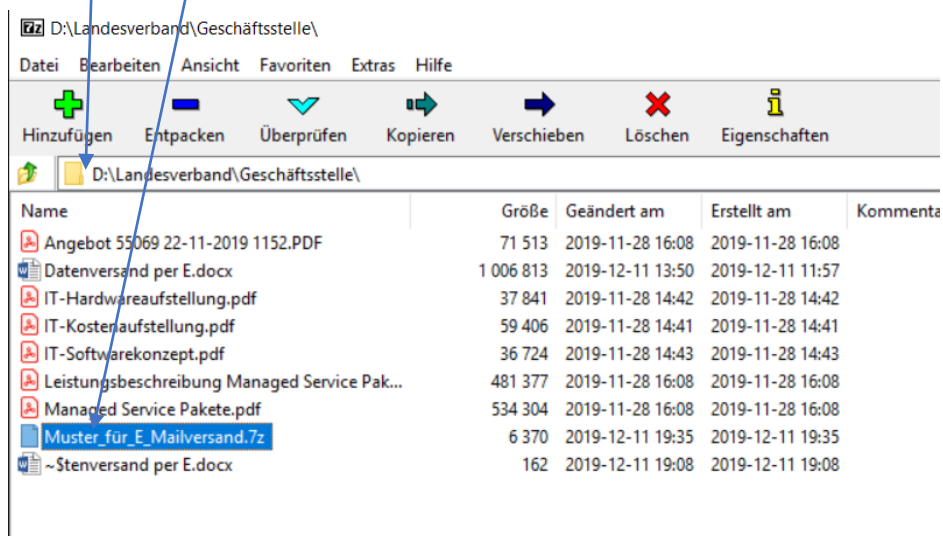 7z D:\Landesverband\Geschäftsstelle\
Datei Bearbeiten Ansicht Favoriten Extras Hilfe
Hinzufügen Entpacken Überprüfen Kopieren Verschieben Löschen Eigenschaften
D:\Landesverband\Geschäftsstelle\
Name Größe Geändert am Erstellt am Kommenta
Angebot 55069 22-11-2019 1152.PDF 71 513 2019-11-28 16:08 2019-11-28 16:08
Datenversand per E.docx 1 006 813 2019-12-11 13:50 2019-12-11 11:57
IT-Hardwareaufstellung.pdf 37 841 2019-11-28 14:42 2019-11-28 14:42
IT-Kostenaufstellung.pdf 59 406 2019-11-28 14:41 2019-11-28 14:41
IT-Softwarekonzept.pdf 36 724 2019-11-28 14:43 2019-11-28 14:43
Leistungsbeschreibung Managed Service Pak... 481 377 2019-11-28 16:08 2019-11-28 16:08
Managed Service Pakete.pdf 534 304 2019-11-28 16:08 2019-11-28 16:08
Muster_für_E_Mailversand.7z 6 370 2019-12-11 19:35 2019-12-11 19:35
~$tenversand per E.docx 162 2019-12-11 19:08 2019-12-11 19:08